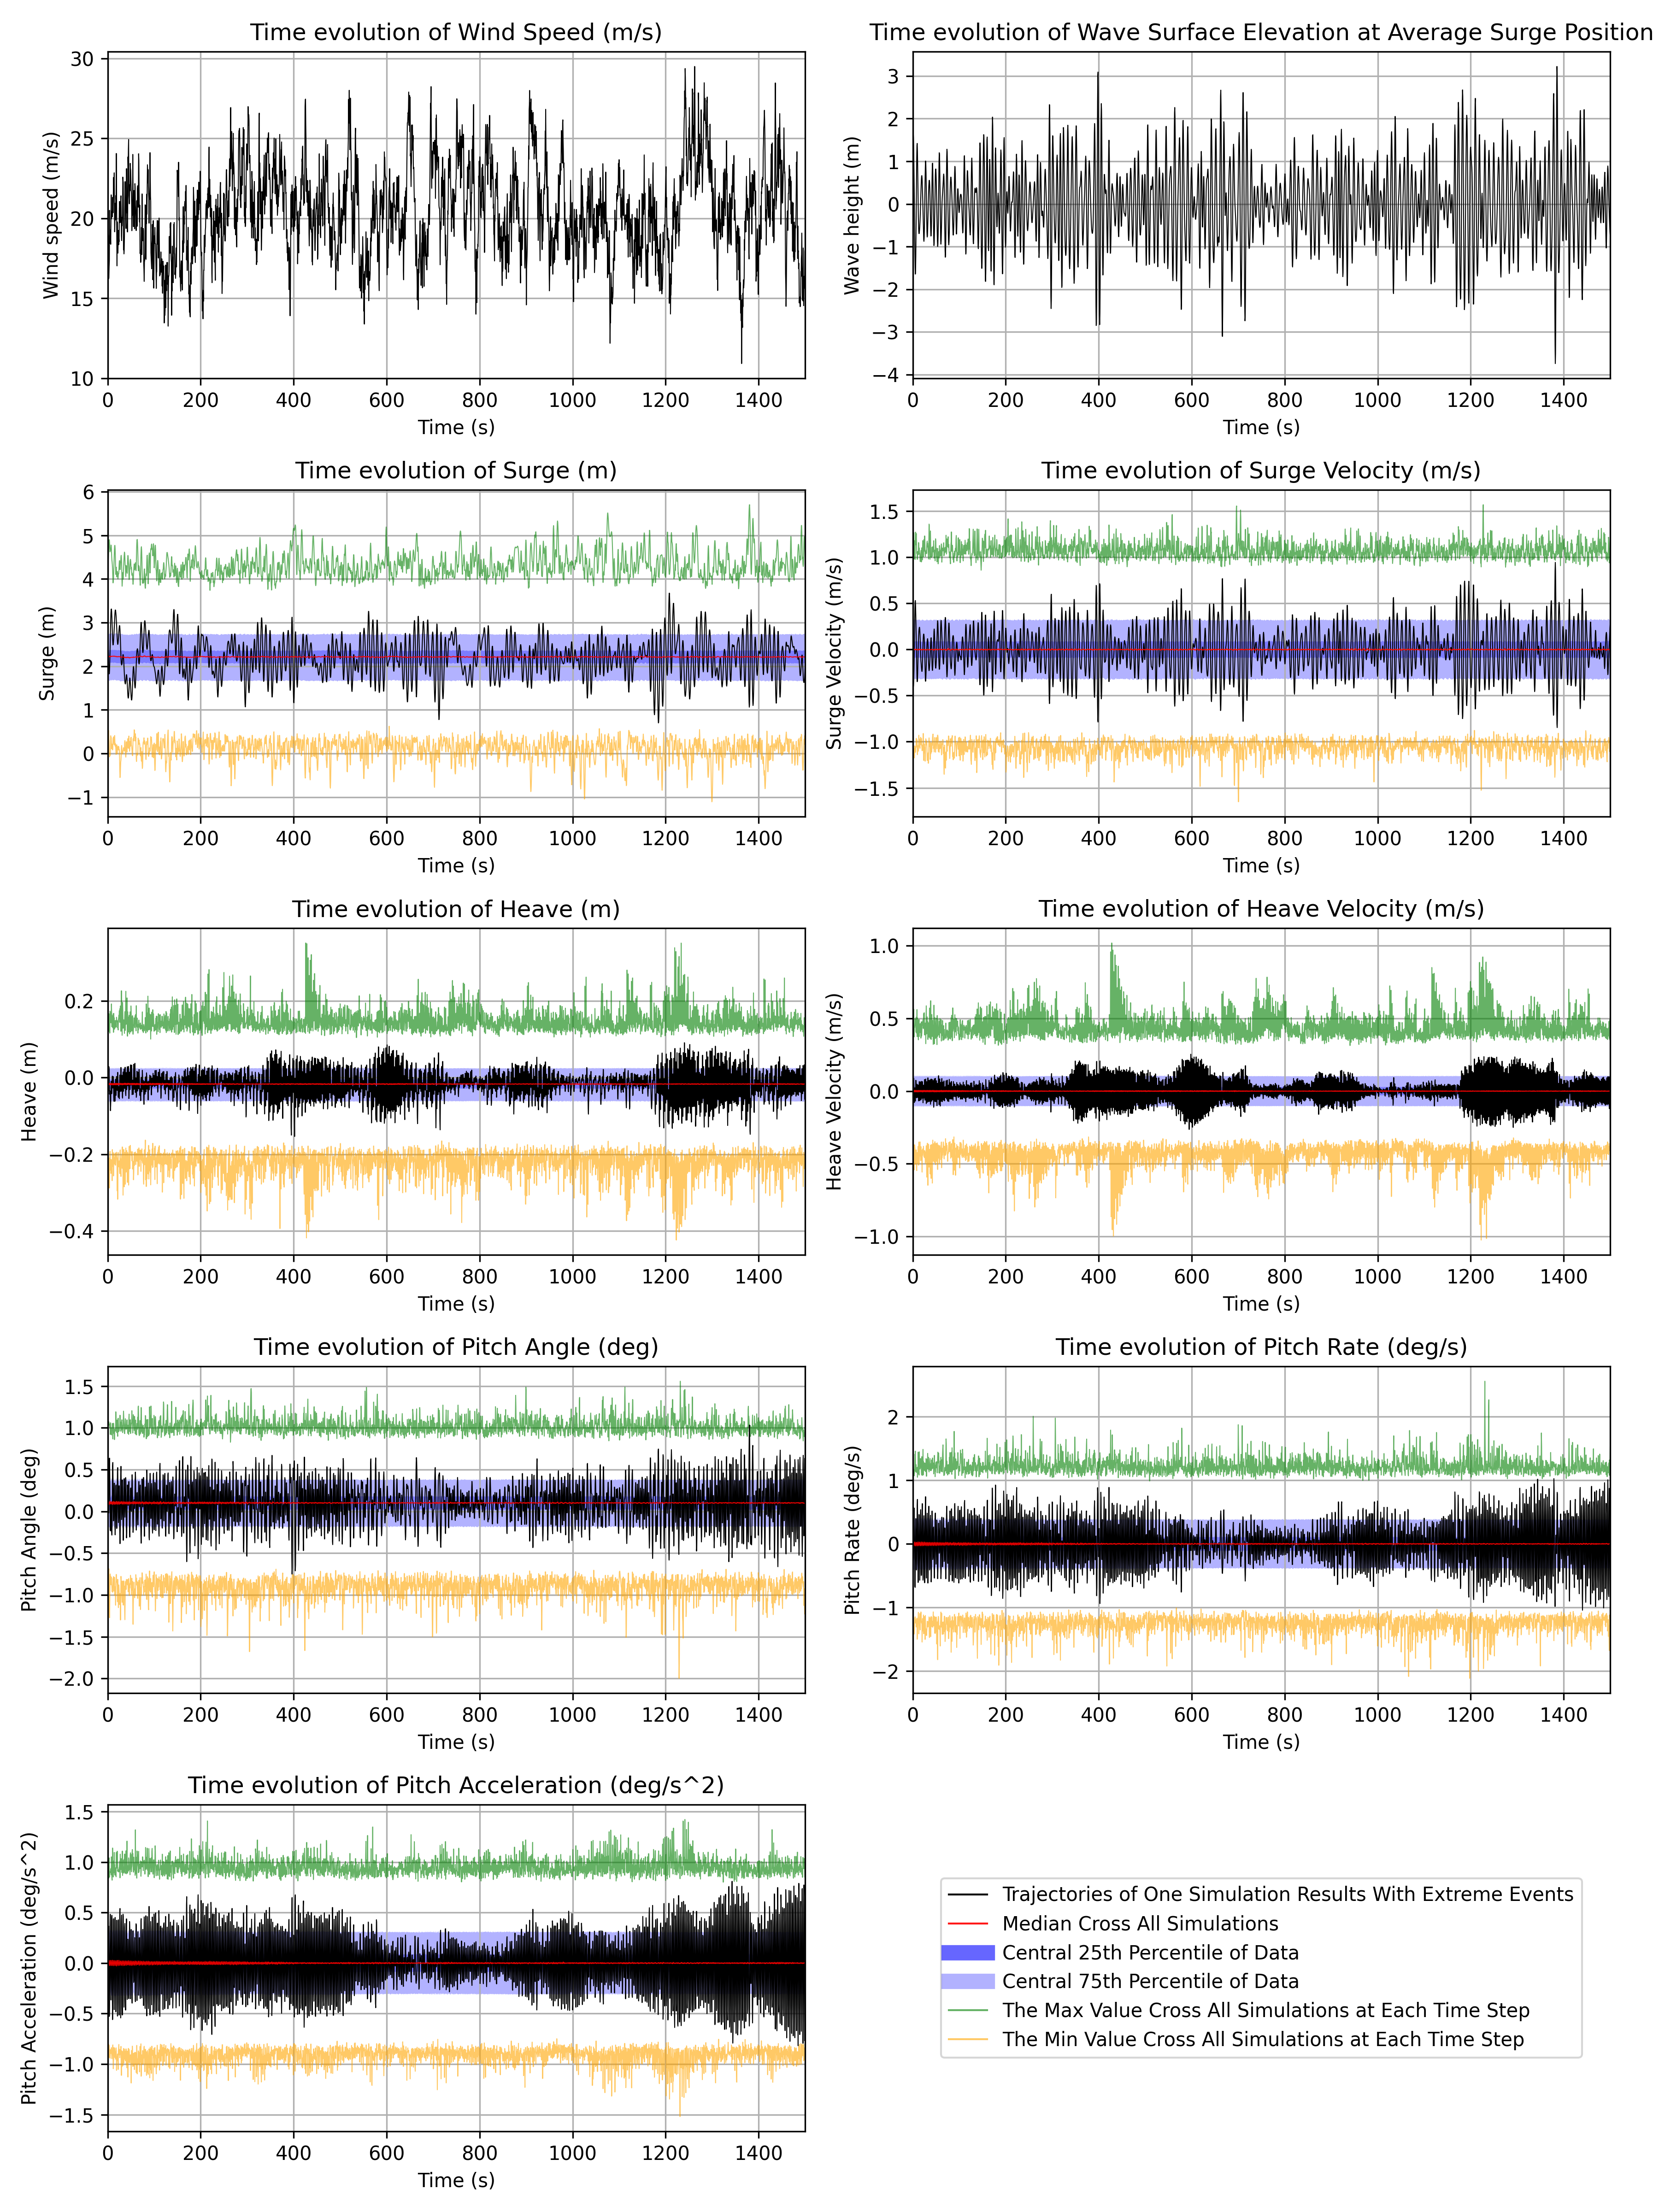 Time evolution of Wind Speed (m/s)
Wind speed (m/s)
30
25
20
15
10
0 200 400 600 800 1000 1200 1400
Time (s)
Time evolution of Wave Surface Elevation at Average Surge Position
Wave height (m)
3
2
1
0
−1
−2
−3
−4
0 200 400 600 800 1000 1200 1400
Time (s)
Time evolution of Surge (m)
Surge (m)
6
5
4
3
2
1
0
−1
0 200 400 600 800 1000 1200 1400
Time (s)
Time evolution of Surge Velocity (m/s)
Surge Velocity (m/s)
1.5
1.0
0.5
0.0
−0.5
−1.0
−1.5
0 200 400 600 800 1000 1200 1400
Time (s)
Time evolution of Heave (m)
Heave (m)
0.2
0.0
−0.2
−0.4
0 200 400 600 800 1000 1200 1400
Time (s)
Time evolution of Heave Velocity (m/s)
Heave Velocity (m/s)
1.0
0.5
0.0
−0.5
−1.0
0 200 400 600 800 1000 1200 1400
Time (s)
Time evolution of Pitch Angle (deg)
Pitch Angle (deg)
1.5
1.0
0.5
0.0
−0.5
−1.0
−1.5
−2.0
0 200 400 600 800 1000 1200 1400
Time (s)
Time evolution of Pitch Rate (deg/s)
Pitch Rate (deg/s)
2
1
0
−1
−2
0 200 400 600 800 1000 1200 1400
Time (s)
Time evolution of Pitch Acceleration (deg/s^2)
Pitch Acceleration (deg/s^2)
1.5
1.0
0.5
0.0
−0.5
−1.0
−1.5
0 200 400 600 800 1000 1200 1400
Time (s)
Trajectories of One Simulation Results With Extreme Events
Median Cross All Simulations
Central 25th Percentile of Data
Central 75th Percentile of Data
The Max Value Cross All Simulations at Each Time Step
The Min Value Cross All Simulations at Each Time Step